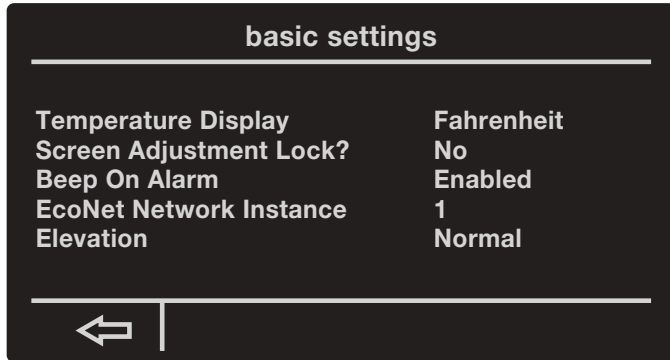 basic settings
Temperature Display Fahrenheit
Screen Adjustment Lock? No
Beep On Alarm Enabled
EcoNet Network Instance 1
Elevation Normal